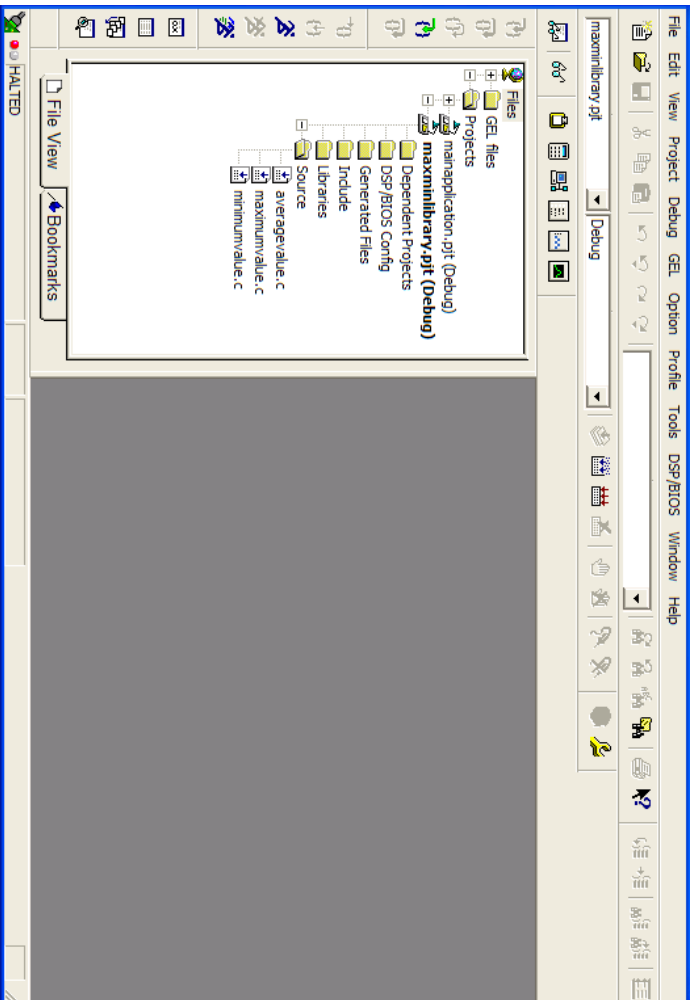 File Edit View Project Debug GEL Option Profile Tools DSP/BIOS Window Help
maxminlibrary.pjt Debug
Files
GEL files
Projects
mainapplication.pjt (Debug)
maxminlibrary.pjt (Debug)
Dependent Projects
DSP/BIOS Config
Generated Files
Include
Libraries
Source
averagevalue.c
maximumvalue.c
minimumvalue.c
File View Bookmarks
HALTED